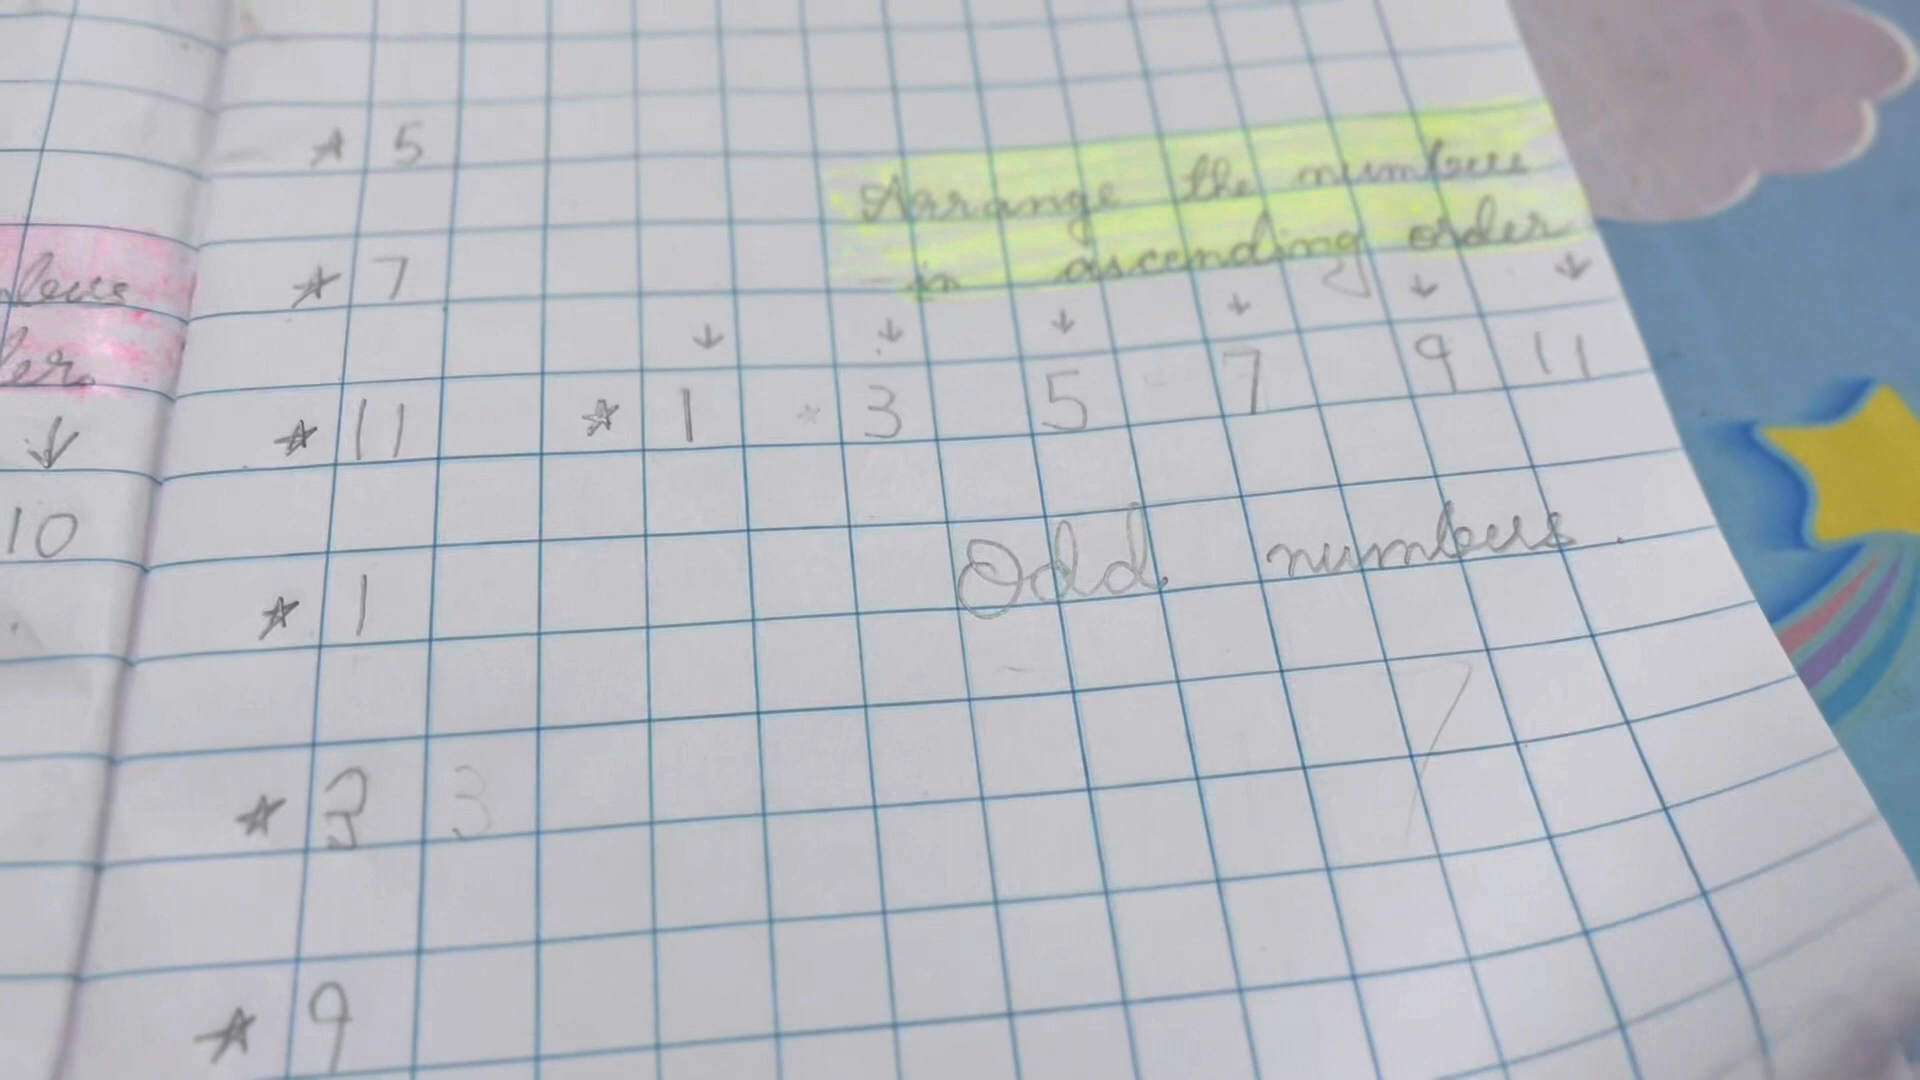 ★ 5
Arrange the numbers
in ascending order
★ 7
↓ ↓ ↓ ↓ ↓ ↓
★ 11
★ 1 3 5 7 9 11
Odd numbers.
★ 1
★ 3 3
★ 9
↓
10